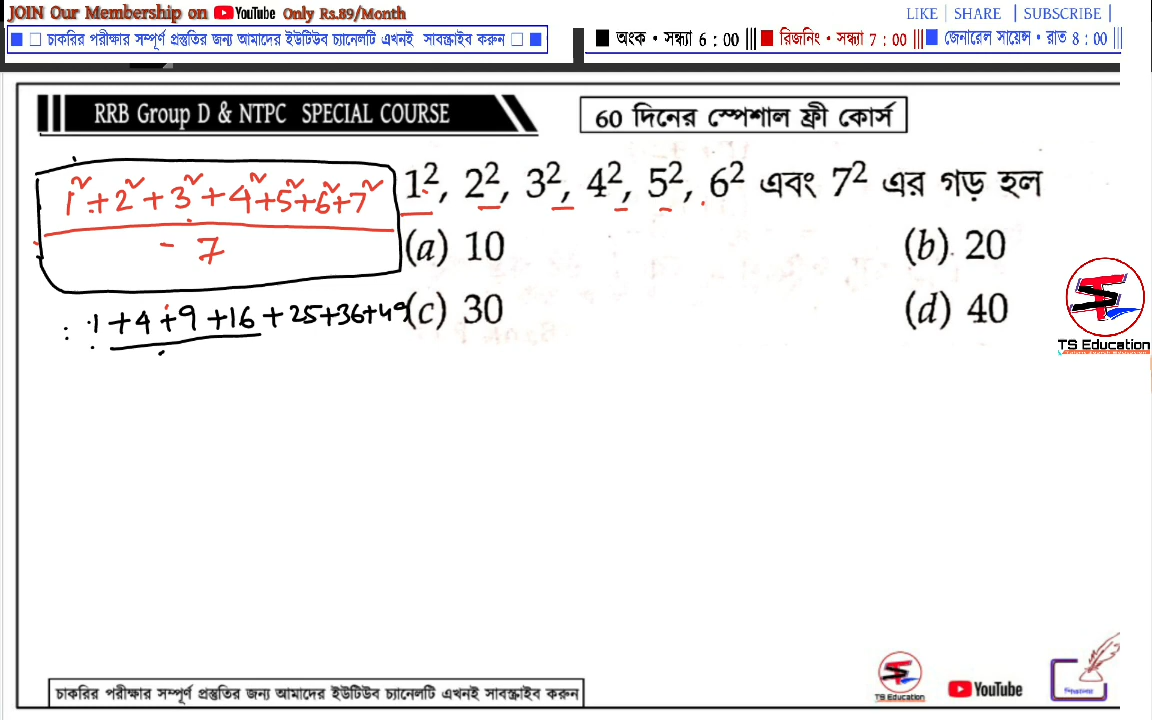 JOIN Our Membership on YouTube Only Rs.89/Month
LIKE | SHARE | SUBSCRIBE |
■ □ চাকরির পরীক্ষার সম্পূর্ণ প্রস্তুতির জন্য আমাদের ইউটিউব চ্যানেলটি এখনই সাবস্ক্রাইব করুন □ ■
■ অংক • সন্ধ্যা 6 : 00 ||| ■ রিজনিং • সন্ধ্যা 7 : 00 ||| ■ জেনারেল সায়েন্স • রাত 8 : 00 |||
RRB Group D & NTPC SPECIAL COURSE
60 দিনের স্পেশাল ফ্রী কোর্স
1², 2², 3², 4², 5², 6² এবং 7² এর গড় হল
(a) 10 (b) 20
(c) 30 (d) 40
1² + 2² + 3² + 4² + 5² + 6² + 7²
7
1 + 4 + 9 + 16 + 25 + 36 + 49
TS Education
চাকরির পরীক্ষার সম্পূর্ণ প্রস্তুতির জন্য আমাদের ইউটিউব চ্যানেলটি এখনই সাবস্ক্রাইব করুন
TS Education
YouTube